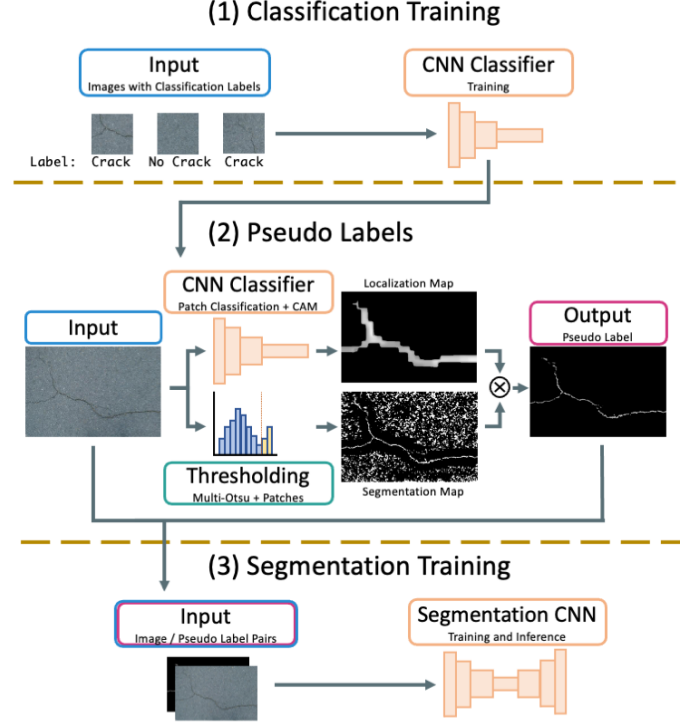 (1) Classification Training
Input
Images with Classification Labels
CNN Classifier
Training
Label: Crack No Crack Crack
(2) Pseudo Labels
CNN Classifier
Patch Classification + CAM
Localization Map
Input
Output
Pseudo Label
Thresholding
Multi-Otsu + Patches
Segmentation Map
(3) Segmentation Training
Input
Image / Pseudo Label Pairs
Segmentation CNN
Training and Inference